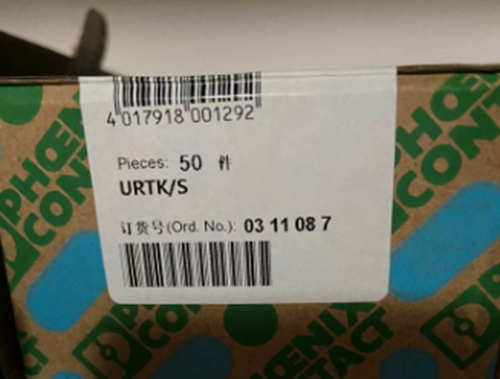 4 017918 001292
Pieces: 50 件
URTK/S
订货号(Ord. No.): 03 11 08 7
PHOENIX
CONTACT